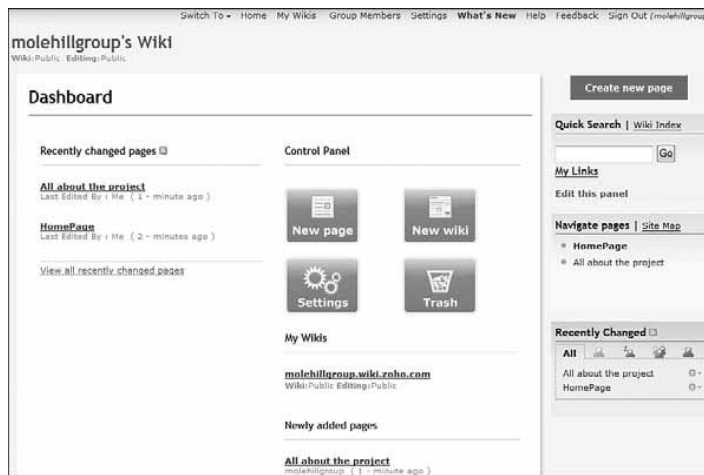 Switch To Home My Wikis Group Members Settings What's New Help Feedback Sign Out (molehillgroup
molehillgroup's Wiki
Wiki:Public Editing:Public
Dashboard
Recently changed pages
All about the project
Last Edited By : Me ( 1 - minute ago )
HomePage
Last Edited By : Me ( 2 - minutes ago )
View all recently changed pages
Control Panel
New page
New wiki
Settings
Trash
My Wikis
molehillgroup.wiki.zoho.com
Wiki:Public Editing:Public
Newly added pages
All about the project
molehillgroup ( 1 - minute ago )
Create new page
Quick Search | Wiki Index
Go
My Links
Edit this panel
Navigate pages | Site Map
HomePage
All about the project
Recently Changed
All
All about the project
HomePage